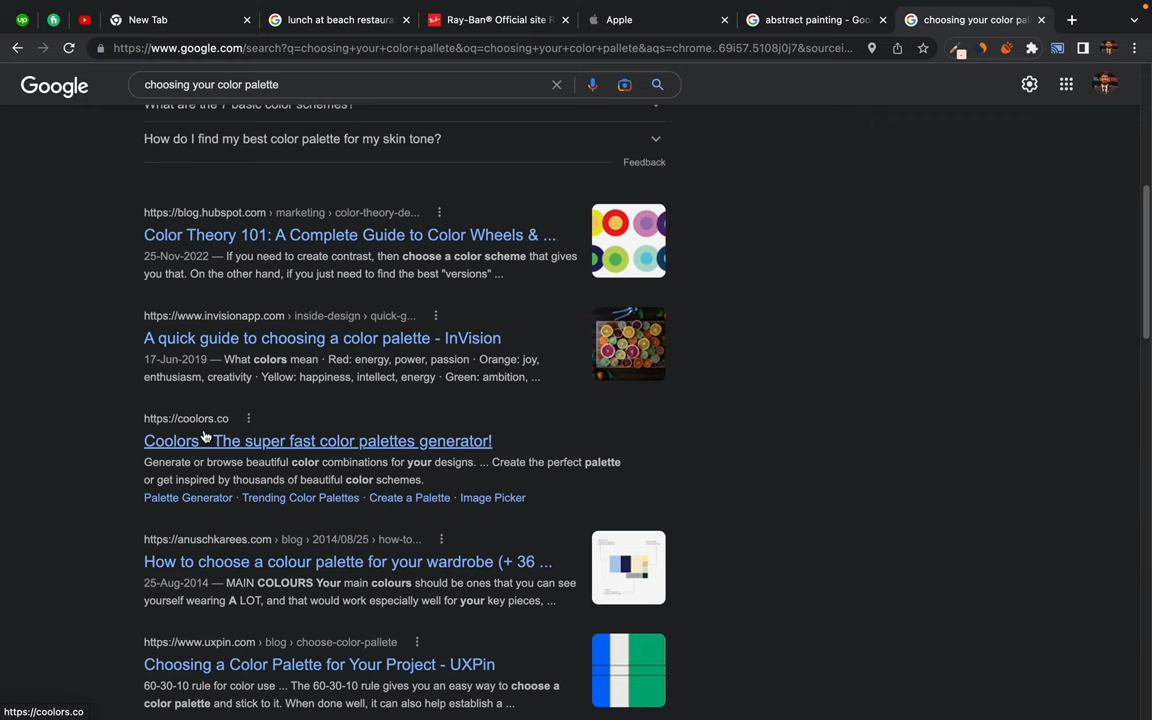 New Tab
lunch at beach restaura
Ray-Ban® Official site R
Apple
abstract painting - Goo
choosing your color pal
https://www.google.com/search?q=choosing+your+color+pallete&oq=choosing+your+color+pallete&aqs=chrome..69i57.5108j0j7&sourcei...
Google
choosing your color palette
What are the 7 basic color schemes?
How do I find my best color palette for my skin tone?
Feedback
https://blog.hubspot.com › marketing › color-theory-de...
Color Theory 101: A Complete Guide to Color Wheels & ...
25-Nov-2022 — If you need to create contrast, then choose a color scheme that gives
you that. On the other hand, if you just need to find the best "versions" ...
https://www.invisionapp.com › inside-design › quick-g...
A quick guide to choosing a color palette - InVision
17-Jun-2019 — What colors mean · Red: energy, power, passion · Orange: joy,
enthusiasm, creativity · Yellow: happiness, intellect, energy · Green: ambition, ...
https://coolors.co
Coolors - The super fast color palettes generator!
Generate or browse beautiful color combinations for your designs. ... Create the perfect palette
or get inspired by thousands of beautiful color schemes.
Palette Generator · Trending Color Palettes · Create a Palette · Image Picker
https://anuschkarees.com › blog › 2014/08/25 › how-to...
How to choose a colour palette for your wardrobe (+ 36 ...
25-Aug-2014 — MAIN COLOURS Your main colours should be ones that you can see
yourself wearing A LOT, and that would work especially well for your key pieces, ...
https://www.uxpin.com › blog › choose-color-pallete
Choosing a Color Palette for Your Project - UXPin
60-30-10 rule for color use ... The 60-30-10 rule gives you an easy way to choose a
color palette and stick to it. When done well, it can also help establish a ...
https://coolors.co